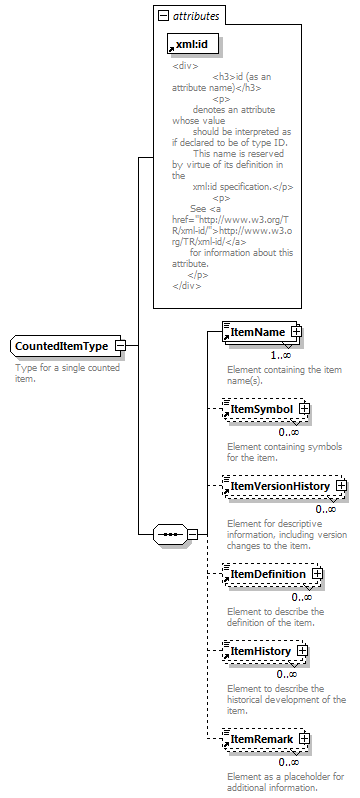 attributes
xml:id
<div>
<h3>id (as an
attribute name)</h3>
<p>
denotes an attribute
whose value
should be interpreted as
if declared to be of type ID.
This name is reserved
by virtue of its definition in
the
xml:id specification.</p>
<p>
See <a
href="http://www.w3.org/T
R/xml-id/">http://www.w3.o
rg/TR/xml-id/</a>
for information about this
attribute.
</p>
</div>
CountedItemType
Type for a single counted
item.
ItemName
1..∞
Element containing the item
name(s).
ItemSymbol
0..∞
Element containing symbols
for the item.
ItemVersionHistory
0..∞
Element for descriptive
information, including version
changes to the item.
ItemDefinition
0..∞
Element to describe the
definition of the item.
ItemHistory
0..∞
Element to describe the
historical development of the
item.
ItemRemark
0..∞
Element as a placeholder for
additional information.